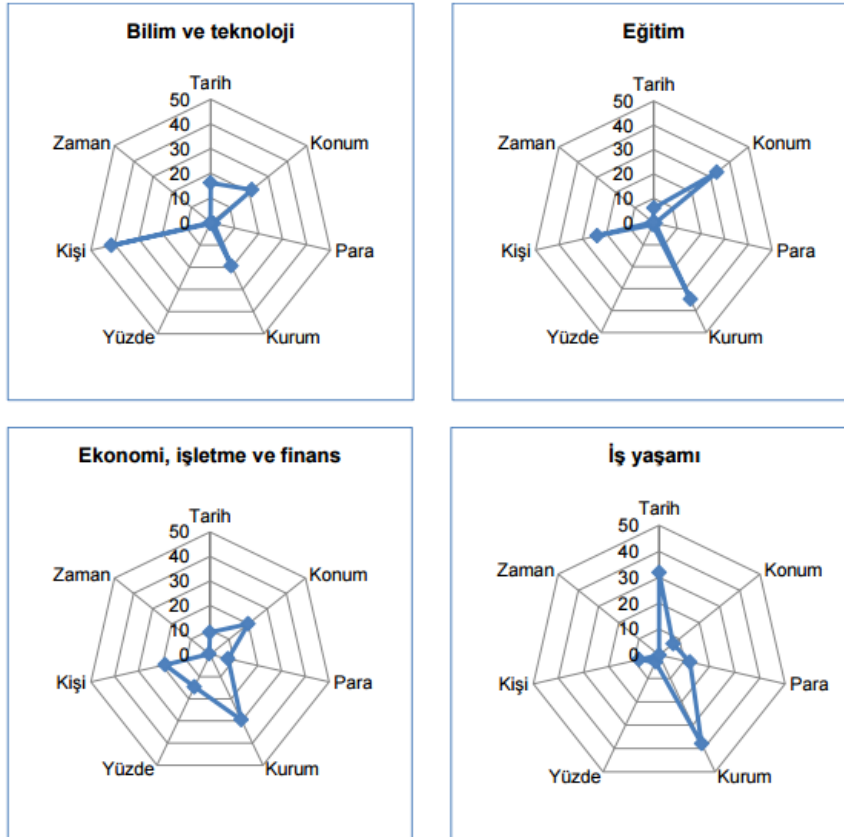 Bilim ve teknoloji
Tarih
50
40
30
20
10
0
Zaman
Konum
Kişi
Para
Yüzde
Kurum
Eğitim
Tarih
50
40
30
20
10
0
Zaman
Konum
Kişi
Para
Yüzde
Kurum
Ekonomi, işletme ve finans
Tarih
50
40
30
20
10
0
Zaman
Konum
Kişi
Para
Yüzde
Kurum
İş yaşamı
Tarih
50
40
30
20
10
0
Zaman
Konum
Kişi
Para
Yüzde
Kurum